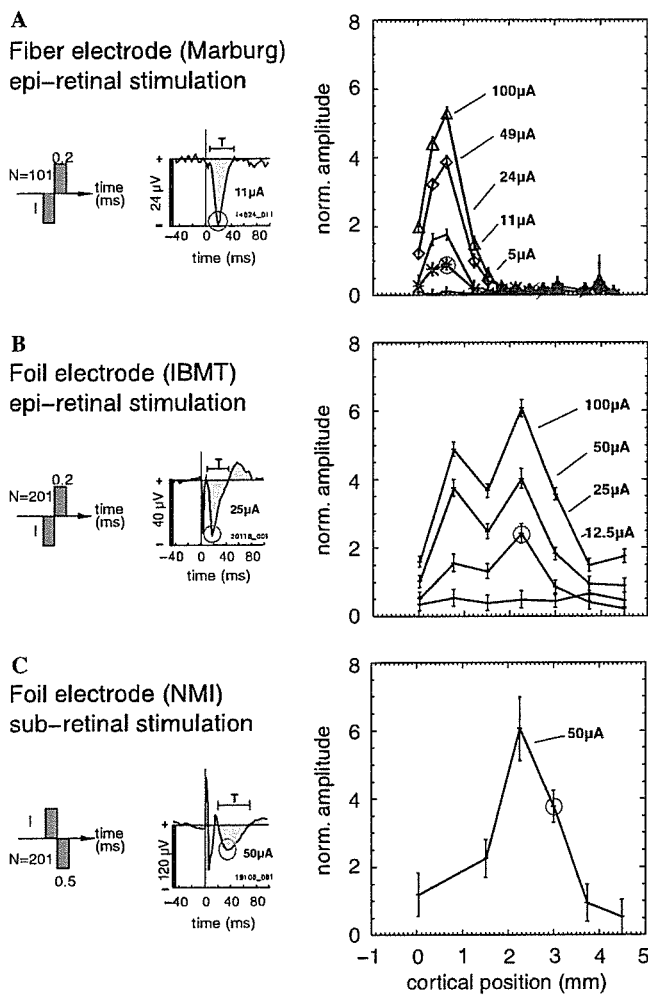 A
Fiber electrode (Marburg)
epi-retinal stimulation
0.2
N=101
I
time
(ms)
+
T
24 µV
11µA
-
-40 0 40 80
time (ms)
norm. amplitude
8
6
4
2
0
100µA
49µA
24µA
11µA
5µA
B
Foil electrode (IBMT)
epi-retinal stimulation
0.2
N=201
I
time
(ms)
+
T
40 µV
25µA
20118_001
-
-40 0 40 80
time (ms)
norm. amplitude
8
6
4
2
0
100µA
50µA
25µA
12.5µA
C
Foil electrode (NMI)
sub-retinal stimulation
I
time
(ms)
N=201
0.5
+
T
120 µV
50µA
-
-40 0 40 80
time (ms)
norm. amplitude
8
6
4
2
0
50µA
-1 0 1 2 3 4 5
cortical position (mm)